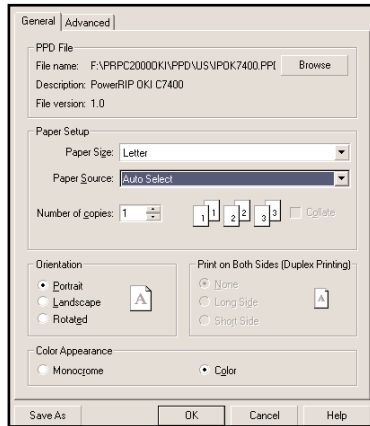 General Advanced
PPD File
File name: F:\PRPC20000KI\PPD\US\IPOK7400.PPI Browse
Description: PowerRIP OKI C7400
File version: 1.0
Paper Setup
Paper Size: Letter
Paper Source: Auto Select
Number of copies: 1 1 1 2 2 3 3 Collate
Orientation Print on Both Sides (Duplex Printing)
Portrait None
Landscape A Long Side A
Rotated Short Side
Color Appearance
Monocrome Color
Save As OK Cancel Help